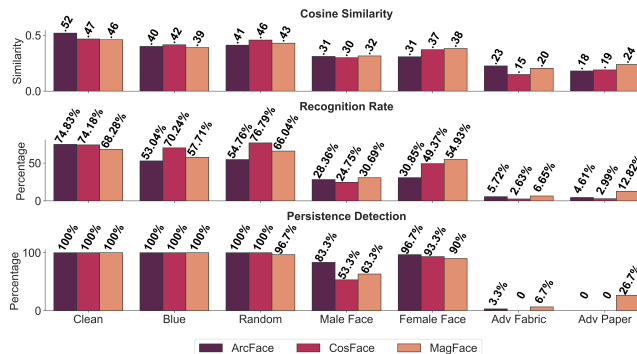 Cosine Similarity
Similarity
0.5
0.0
.52 .47 .46 .40 .42 .39 .41 .46 .43 .31 .30 .32 .31 .37 .38 .23 .15 .20 .18 .19 .24
Recognition Rate
Percentage
50
0
74.83% 74.18% 68.28% 53.04% 70.24% 57.71% 54.76% 76.79% 66.04% 28.36% 24.75% 30.69% 30.85% 49.37% 54.93% 5.72% 2.63% 6.65% 4.61% 2.99% 12.82%
Persistence Detection
Percentage
100
0
100% 100% 100% 100% 100% 100% 100% 100% 96.7% 83.3% 53.3% 63.3% 96.7% 93.3% 90% 3.3% 0 6.7% 0 0 26.7%
Clean Blue Random Male Face Female Face Adv Fabric Adv Paper
ArcFace CosFace MagFace